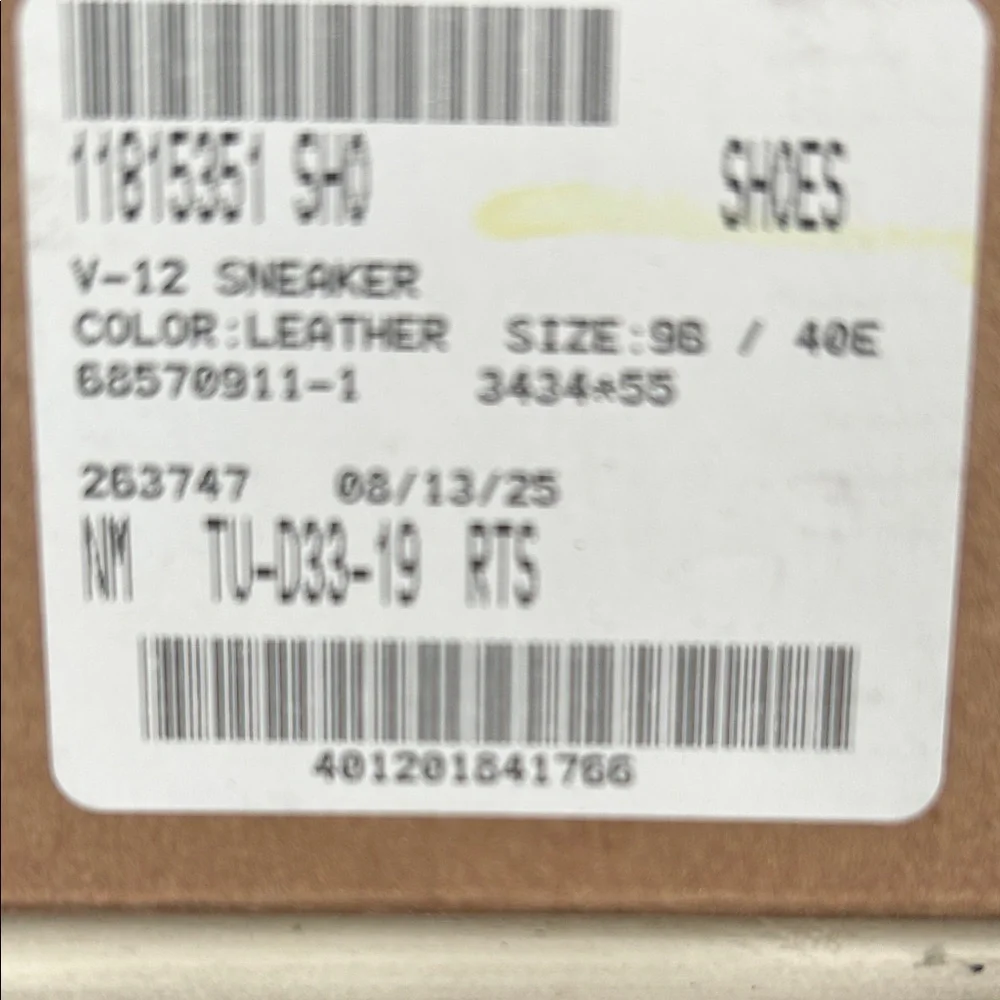 11815351 SHO SHOES
V-12 SNEAKER
COLOR:LEATHER SIZE:9B / 40E
68570911-1 3434*55
263747 08/13/25
NM TU-D33-19 RTS
401201841766